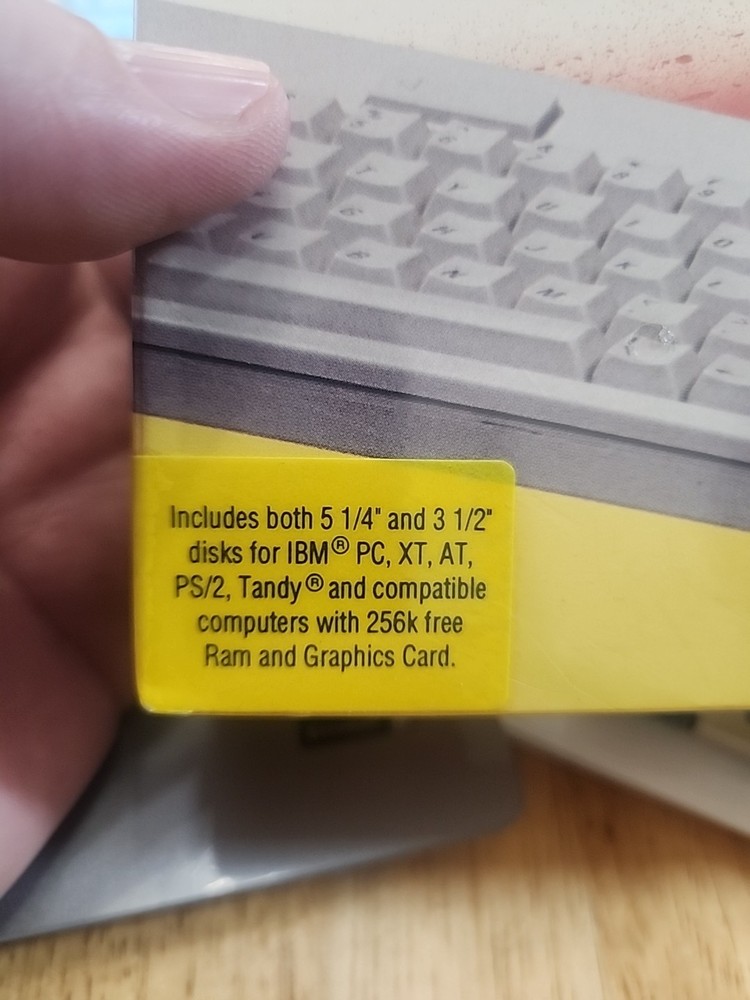 Includes both 5 1/4" and 3 1/2"
disks for IBM® PC, XT, AT,
PS/2, Tandy® and compatible
computers with 256k free
Ram and Graphics Card.